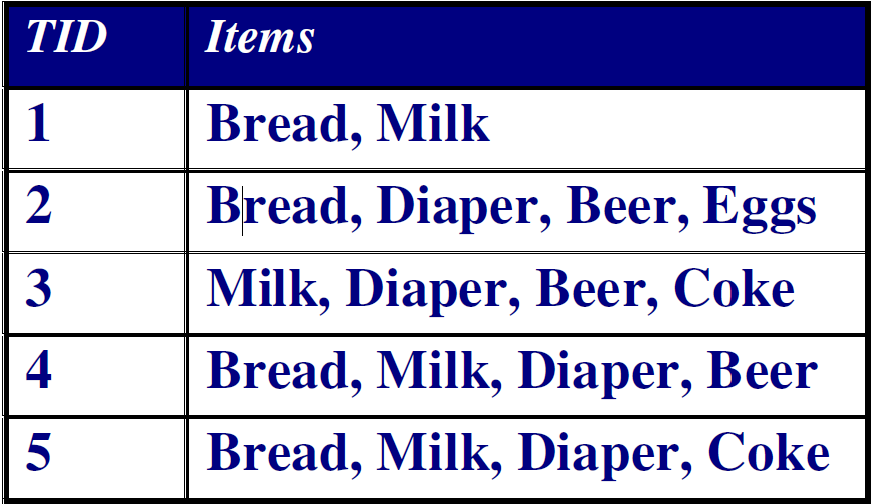 TID Items
1 Bread, Milk
2 Bread, Diaper, Beer, Eggs
3 Milk, Diaper, Beer, Coke
4 Bread, Milk, Diaper, Beer
5 Bread, Milk, Diaper, Coke